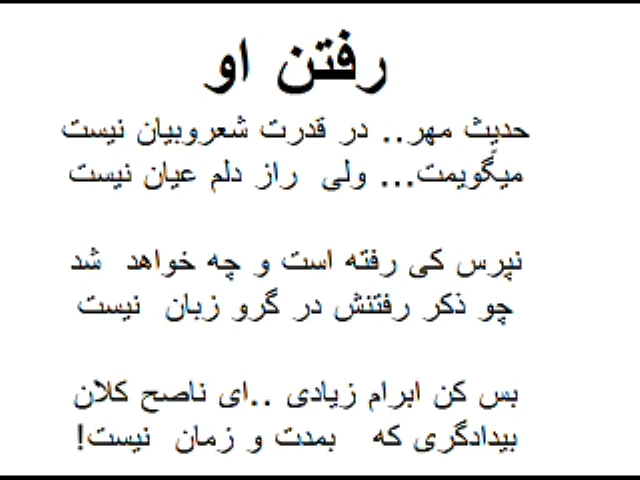 رفتن او
حدیث مهر.. در قدرت شعروبیان نیست
میگویمت... ولی راز دلم عیان نیست
نپرس کی رفته است و چه خواهد شد
چو ذکر رفتنش در گرو زبان نیست
بس کن ابرام زیادی ..ای ناصح کلان
بیدادگری که بمدت و زمان نیست!